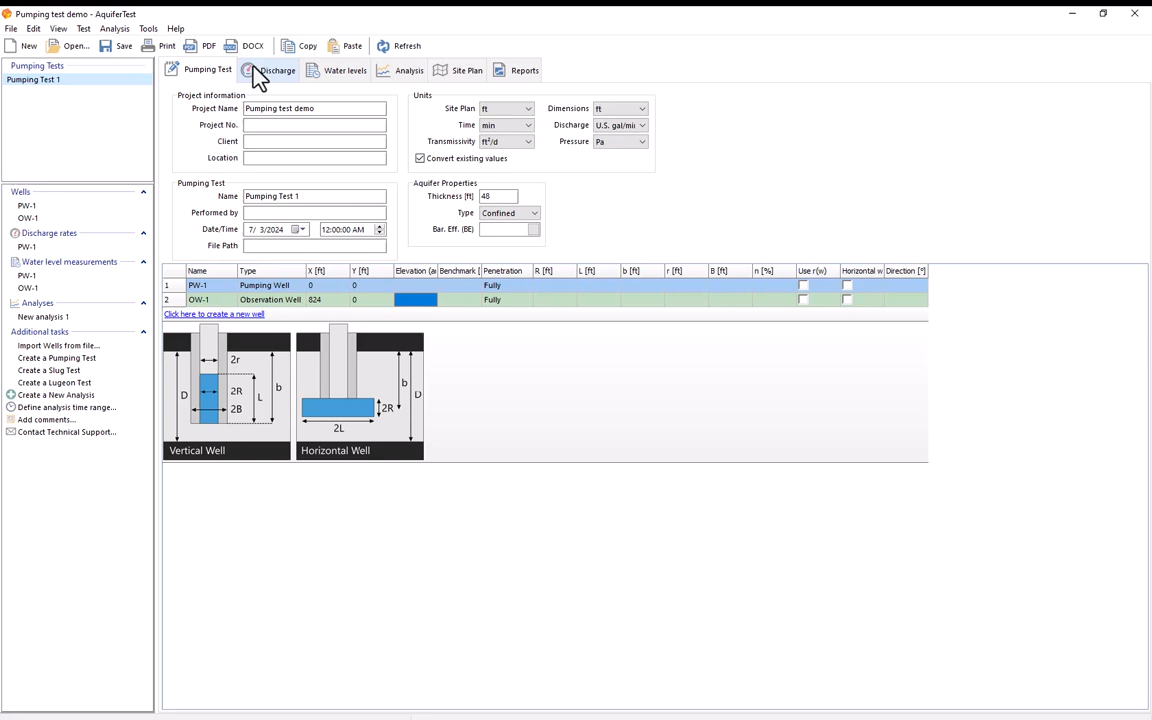 Pumping test demo - AquiferTest
File Edit View Test Analysis Tools Help
New Open... Save Print PDF DOCX Copy Paste Refresh
Pumping Tests
Pumping Test 1
Pumping Test Discharge Water levels Analysis Site Plan Reports
Project information
Project Name Pumping test demo
Project No.
Client
Location
Units
Site Plan ft Dimensions ft
Time min Discharge U.S. gal/mi
Transmissivity ft²/d Pressure Pa
Convert existing values
Pumping Test
Name Pumping Test 1
Performed by
Date/Time 7/ 3/2024 12:00:00 AM
File Path
Aquifer Properties
Thickness [ft] 48
Type Confined
Bar. Eff. (BE)
Wells
PW-1
OW-1
Discharge rates
PW-1
Water level measurements
PW-1
OW-1
Analyses
New analysis 1
Additional tasks
Import Wells from file...
Create a Pumping Test
Create a Slug Test
Create a Lugeon Test
Create a New Analysis
Define analysis time range...
Add comments...
Contact Technical Support...
Name Type X [ft] Y [ft] Elevation (a Benchmark [ Penetration R [ft] L [ft] b [ft] r [ft] B [ft] n [%] Use r(w) Horizontal w Direction [°]
1 PW-1 Pumping Well 0 0 Fully
2 OW-1 Observation Well 824 0 Fully
Click here to create a new well
2r
D 2R L b
2B
Vertical Well
b D
2R
2L
Horizontal Well